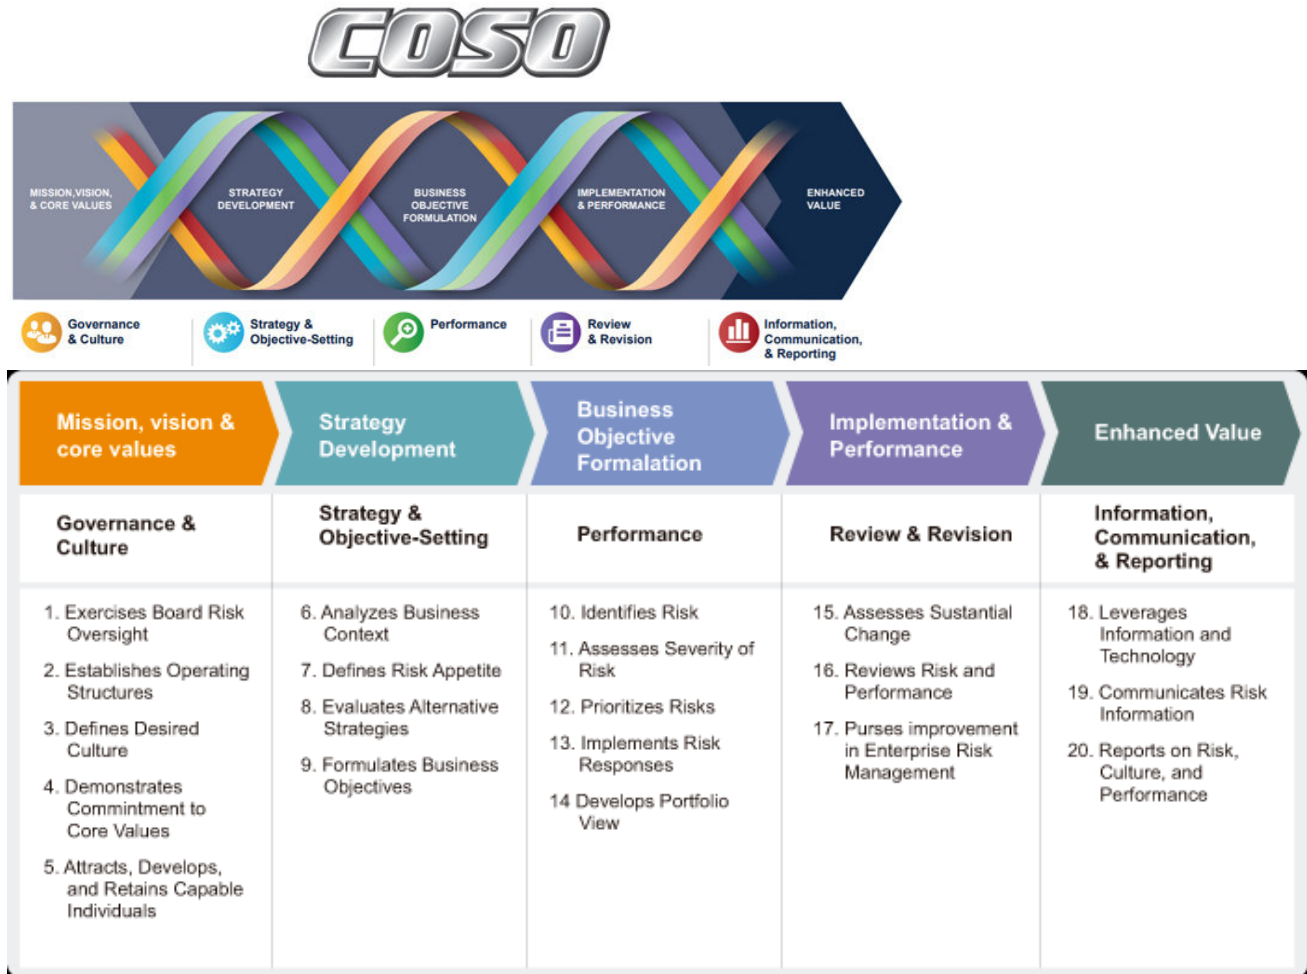 COSO
MISSION,VISION,
& CORE VALUES
STRATEGY
DEVELOPMENT
BUSINESS
OBJECTIVE
FORMULATION
IMPLEMENTATION
& PERFORMANCE
ENHANCED
VALUE
Governance
& Culture
Strategy &
Objective-Setting
Performance
Review
& Revision
Information,
Communication,
& Reporting
Mission, vision &
core values
Strategy
Development
Business
Objective
Formalation
Implementation &
Performance
Enhanced Value
Governance &
Culture
Strategy &
Objective-Setting
Performance
Review & Revision
Information,
Communication,
& Reporting
1. Exercises Board Risk
Oversight
2. Establishes Operating
Structures
3. Defines Desired
Culture
4. Demonstrates
Commintment to
Core Values
5. Attracts, Develops,
and Retains Capable
Individuals
6. Analyzes Business
Context
7. Defines Risk Appetite
8. Evaluates Alternative
Strategies
9. Formulates Business
Objectives
10. Identifies Risk
11. Assesses Severity of
Risk
12. Prioritizes Risks
13. Implements Risk
Responses
14 Develops Portfolio
View
15. Assesses Sustantial
Change
16. Reviews Risk and
Performance
17. Purses improvement
in Enterprise Risk
Management
18. Leverages
Information and
Technology
19. Communicates Risk
Information
20. Reports on Risk,
Culture, and
Performance